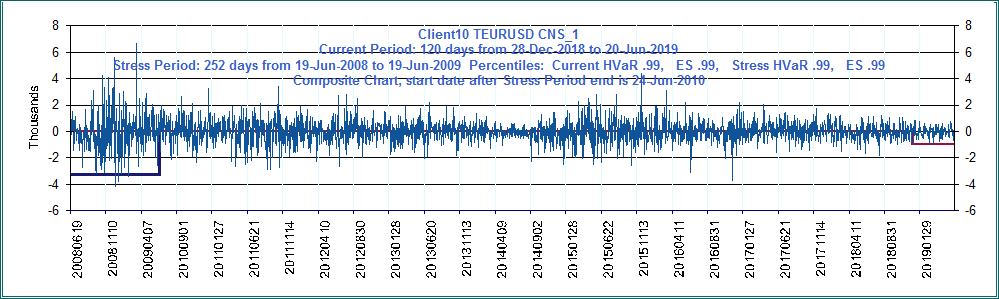 Client10 TEURUSD CNS_1
Current Period: 120 days from 28-Dec-2018 to 20-Jun-2019
Stress Period: 252 days from 19-Jun-2008 to 19-Jun-2009 Percentiles: Current HVaR .99, ES .99, Stress HVaR .99, ES .99
Composite Chart, start date after Stress Period end is 24-Jun-2010
8 8
6 6
4 4
2 2
0 0
-2 -2
-4 -4
-6 -6
Thousands
20080619 20081110 20090407 20100901 20110127 20110621 20111114 20120410 20120830 20130128 20130620 20131113 20140409 20140902 20150128 20150622 20151113 20160411 20160831 20170127 20170621 20171114 20180411 20180831 20190129